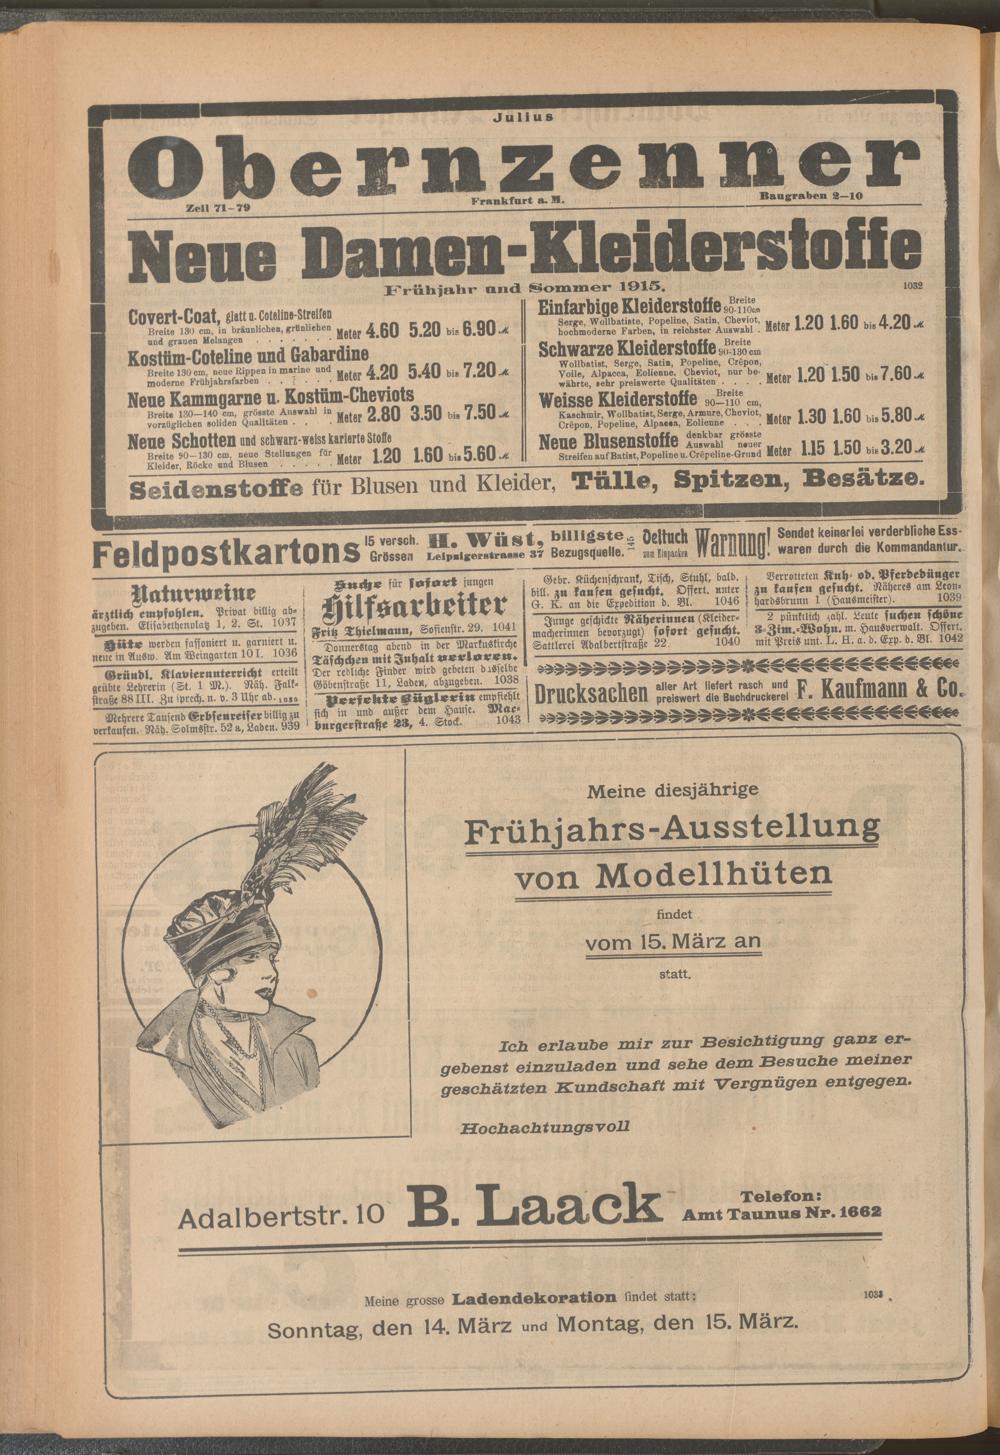 Julius
Obernzenner
Zeil 71-79
Frankfurt a. M.
Baugraben 2—10
Neue Damen-Kleiderstoffe
Frühjahr und Sommer 1915.
1032
Covert-Coat, glatt u. Coteline-Streifen
Breite 130 cm, in bräunlichen, grünlichen
und grauen Melangen . . . . . . . Meter 4.60 5.20 bis 6.90 ℳ
Kostüm-Coteline und Gabardine
Breite 130 cm, neue Rippen in marine und
moderne Frühjahrsfarben . . . . . . Meter 4.20 5.40 bis 7.20 ℳ
Neue Kammgarne u. Kostüm-Cheviots
Breite 130—140 cm, grösste Auswahl in
vorzüglichen soliden Qualitäten . . . . Meter 2.80 3.50 bis 7.50 ℳ
Neue Schotten und schwarz-weiss karierte Stoffe
Breite 90—130 cm, neue Stellungen für
Kleider, Röcke und Blusen . . . . . Meter 1.20 1.60 bis 5.60 ℳ
Einfarbige Kleiderstoffe Breite 90-110cm
Serge, Wollbatiste, Popeline, Satin, Cheviot,
hochmoderne Farben, in reichster Auswahl . Meter 1.20 1.60 bis 4.20 ℳ
Schwarze Kleiderstoffe Breite 90-130 cm
Wollbatist, Serge, Satin, Popeline, Crêpon,
Voile, Alpacca, Eolienne, Cheviot, nur be-
währte, sehr preiswerte Qualitäten . . . . Meter 1.20 1.50 bis 7.60 ℳ
Weisse Kleiderstoffe Breite 90—110 cm,
Kaschmir, Wollbatist, Serge, Armure, Cheviot,
Crêpon, Popeline, Alpacca, Eolienne . . . Meter 1.30 1.60 bis 5.80 ℳ
Neue Blusenstoffe denkbar grösste
Auswahl neuer
Streifen auf Batist, Popeline u. Crêpeline-Grund Meter 1.15 1.50 bis 3.20 ℳ
Seidenstoffe für Blusen und Kleider, Tülle, Spitzen, Besätze.
Feldpostkartons 15 versch. Grössen
H. Wüst, billigste
Leipzigerstrasse 37 Bezugsquelle.
Oeltuch
zum Einpacken
Warnung! Sendet keinerlei verderbliche Ess-
waren durch die Kommandantur.
Naturweine
ärztlich empfohlen. Privat billig ab-
zugeben. Elisabethenplatz 1, 2. St. 1037
Hüte werden fassoniert u. garniert u.
neue in Ausw. Am Weingarten 10 I. 1036
Gründl. Klavierunterricht erteilt
geübte Lehrerin (St. 1 M.). Näh. Falk-
straße 88 III. Zu sprech. n. v. 3 Uhr ab.
Mehrere Tausend Erbsenreiser billig zu
verkaufen. Näh. Solmsstr. 52 a, Laden. 939
Suche für sofort jungen
Hilfsarbeiter
Fritz Thielmann, Sofienstr. 29. 1041
Donnerstag abend in der Markuskirche
Täschchen mit Inhalt verloren.
Der redliche Finder wird gebeten dasselbe
Göbenstraße 11, Laden, abzugeben. 1038
Perfekte Büglerin empfiehlt
sich in und außer dem Hause. Mar-
burgerstraße 23, 4. Stock. 1043
Gebr. Küchenschrank, Tisch, Stuhl, bald.
bill. zu kaufen gesucht. Offert. unter
G. K. an die Expedition d. Bl. 1046
Junge geschickte Näherinnen (Kleider-
macherinnen bevorzugt) sofort gesucht.
Sattlerei Adalbertstraße 22. 1040
Verrotteten Kuh- od. Pferdedünger
zu kaufen gesucht. Näheres am Leon-
hardsbrunn 1 (Hausmeister). 1039
2 pünktlich zahl. Leute suchen schöne
3-Zim.-Wohn. m. Hausverwalt. Offert.
mit Preis unt. L. H. a. d. Exp. d. Bl. 1042
Drucksachen aller Art liefert rasch und
preiswert die Buchdruckerei F. Kaufmann & Co.
Meine diesjährige
Frühjahrs-Ausstellung
von Modellhüten
findet
vom 15. März an
statt.
Ich erlaube mir zur Besichtigung ganz er-
gebenst einzuladen und sehe dem Besuche meiner
geschätzten Kundschaft mit Vergnügen entgegen.
Hochachtungsvoll
Adalbertstr. 10 B. Laack Telefon:
Amt Taunus Nr. 1662
Meine grosse Ladendekoration findet statt:
Sonntag, den 14. März und Montag, den 15. März.